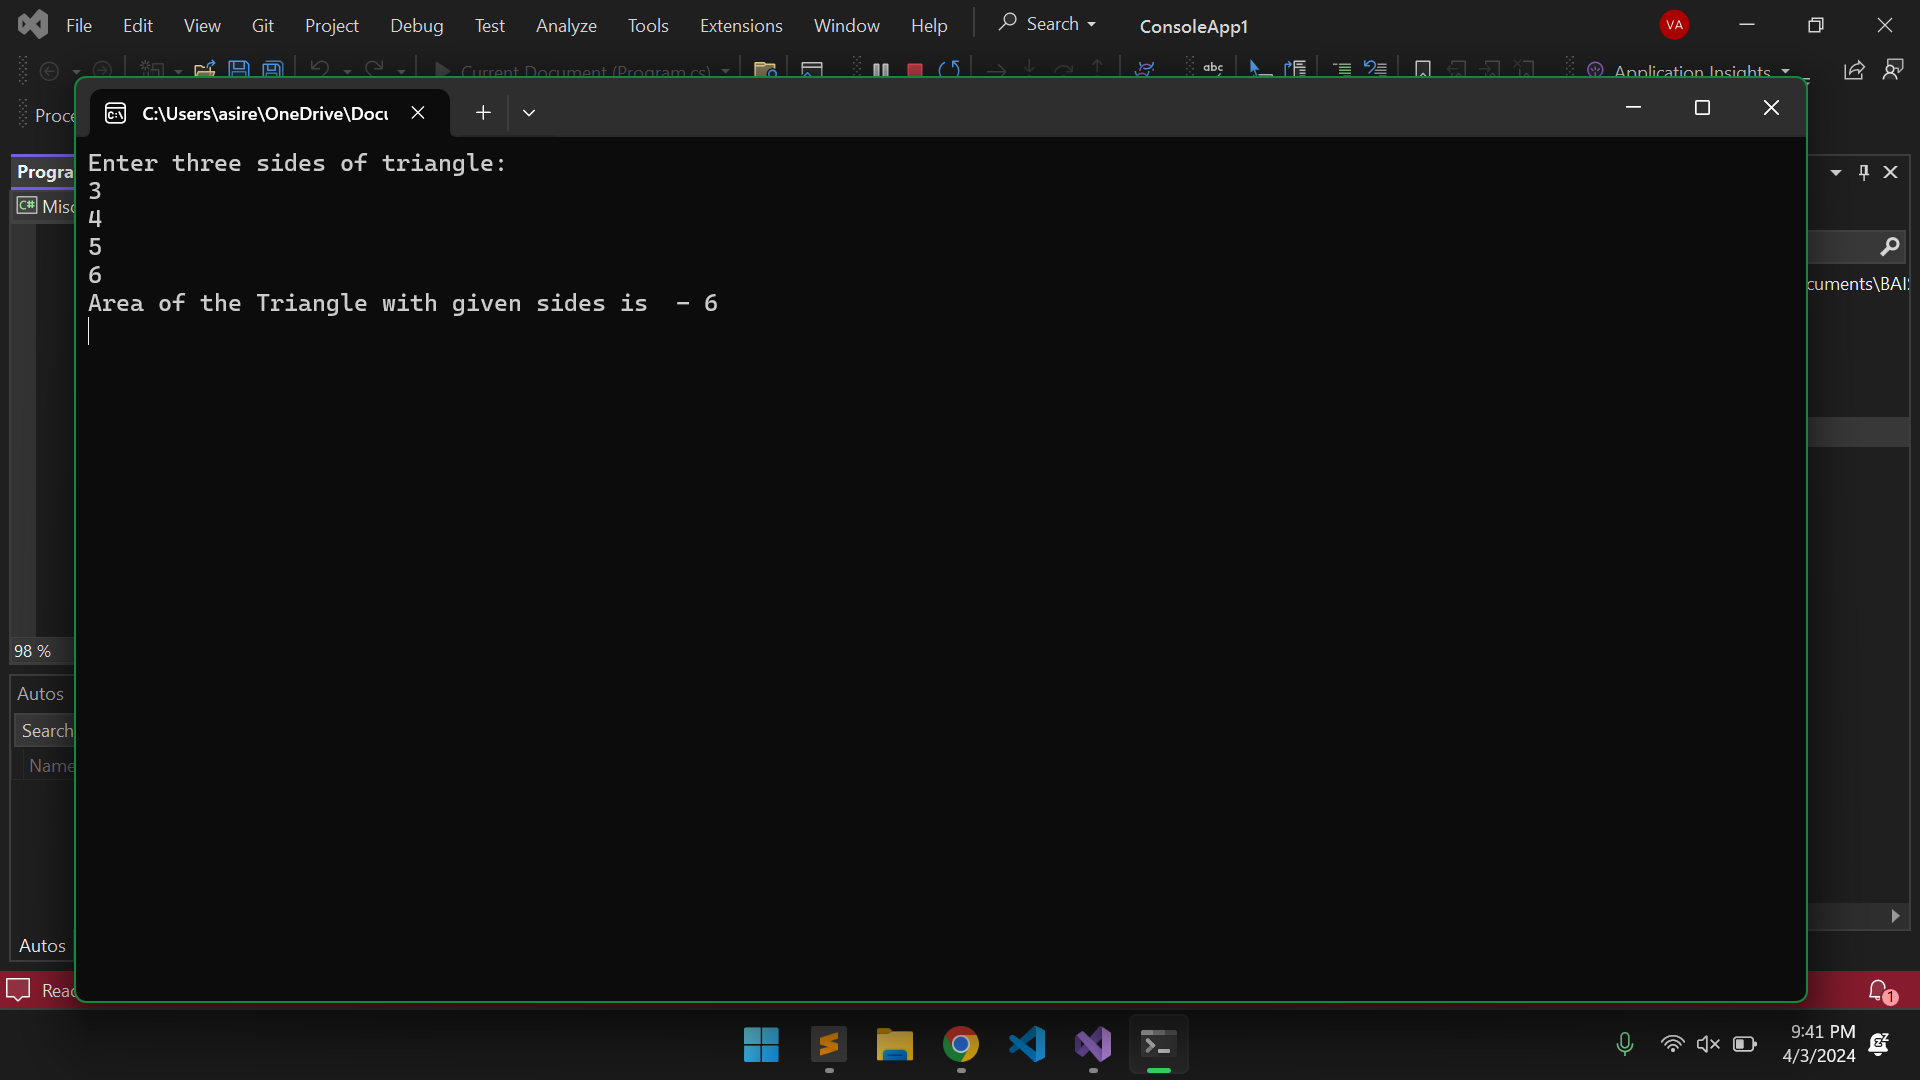 File Edit View Git Project Debug Test Analyze Tools Extensions Window Help Search ConsoleApp1 VA
Current Document (Program.cs) abc Application Insights
Proce
C:\Users\asire\OneDrive\Docu
Enter three sides of triangle:
3
4
5
6
Area of the Triangle with given sides is  - 6
Progra
C# Misc
cuments\BAI
98 %
Autos
Search
Name
Autos
Read
1
9:41 PM
4/3/2024